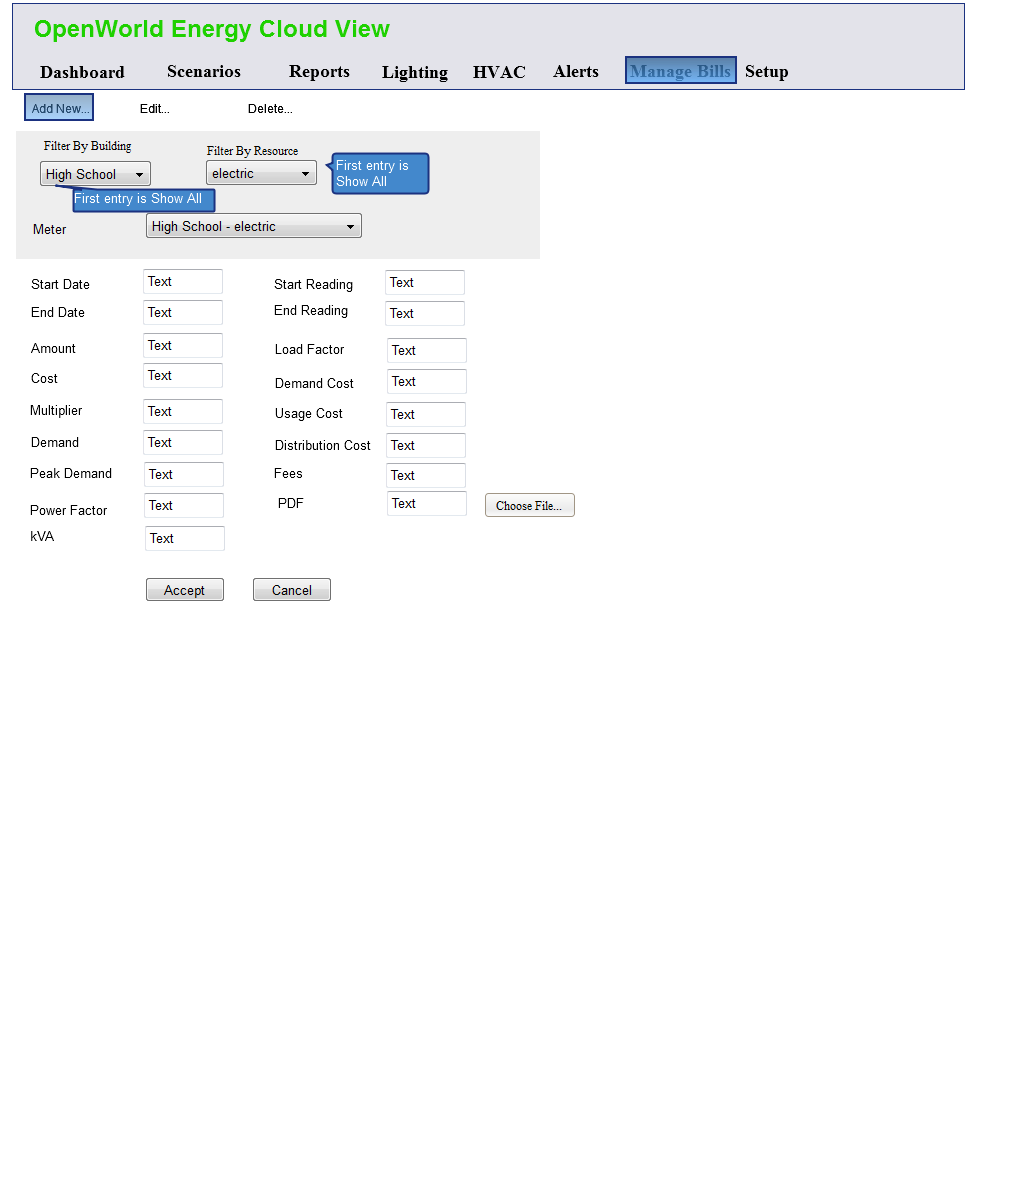 OpenWorld Energy Cloud View
Dashboard Scenarios Reports Lighting HVAC Alerts Manage Bills Setup
Add New... Edit... Delete...
Filter By Building Filter By Resource
High School electric
First entry is
Show All
First entry is Show All
Meter High School - electric
Start Date Text Start Reading Text
End Date Text End Reading Text
Amount Text Load Factor Text
Cost Text Demand Cost Text
Multiplier Text Usage Cost Text
Demand Text Distribution Cost Text
Peak Demand Text Fees Text
Power Factor Text PDF Text Choose File...
kVA Text
Accept Cancel